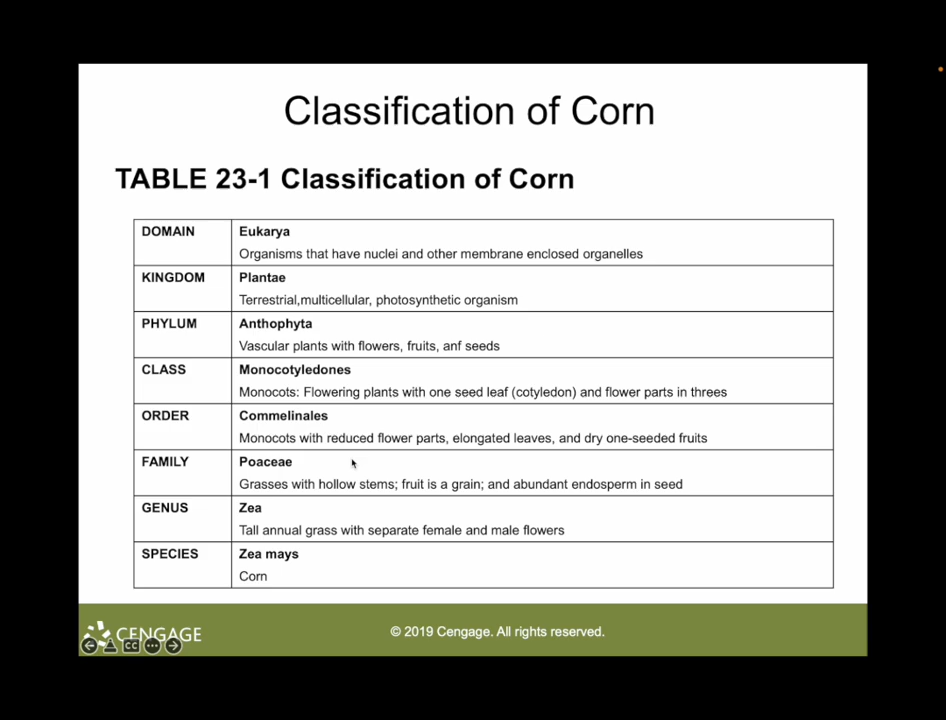 Classification of Corn
TABLE 23-1 Classification of Corn
DOMAIN
Eukarya
Organisms that have nuclei and other membrane enclosed organelles
KINGDOM
Plantae
Terrestrial,multicellular, photosynthetic organism
PHYLUM
Anthophyta
Vascular plants with flowers, fruits, anf seeds
CLASS
Monocotyledones
Monocots: Flowering plants with one seed leaf (cotyledon) and flower parts in threes
ORDER
Commelinales
Monocots with reduced flower parts, elongated leaves, and dry one-seeded fruits
FAMILY
Poaceae
Grasses with hollow stems; fruit is a grain; and abundant endosperm in seed
GENUS
Zea
Tall annual grass with separate female and male flowers
SPECIES
Zea mays
Corn
CENGAGE
CC
© 2019 Cengage. All rights reserved.